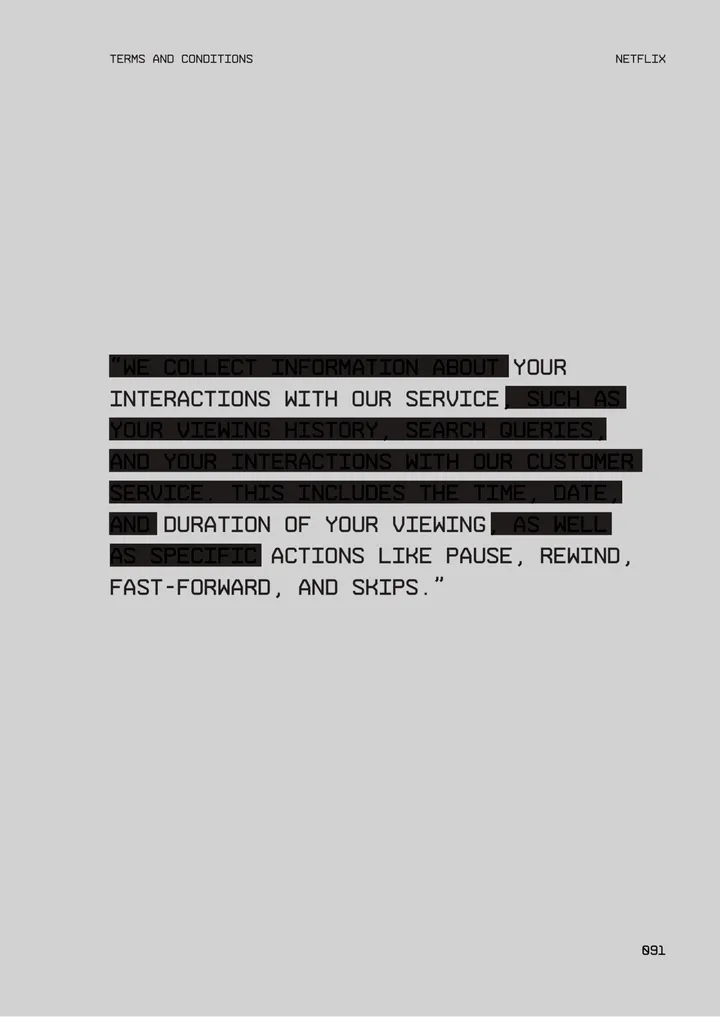 TERMS AND CONDITIONS
NETFLIX
"WE COLLECT INFORMATION ABOUT YOUR
INTERACTIONS WITH OUR SERVICE, SUCH AS
YOUR VIEWING HISTORY, SEARCH QUERIES,
AND YOUR INTERACTIONS WITH OUR CUSTOMER
SERVICE. THIS INCLUDES THE TIME, DATE,
AND DURATION OF YOUR VIEWING, AS WELL
AS SPECIFIC ACTIONS LIKE PAUSE, REWIND,
FAST-FORWARD, AND SKIPS.”
091